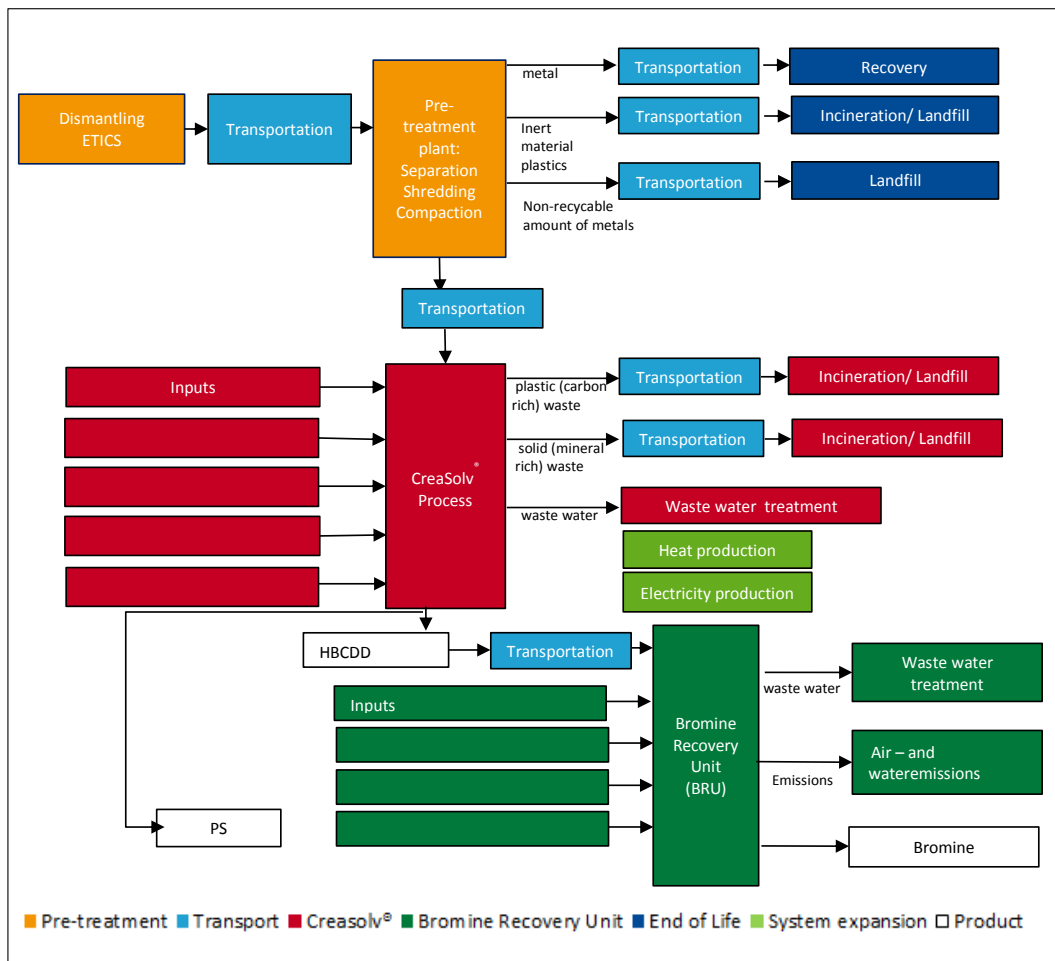 metal
Transportation
Recovery
Dismantling
ETICS
Transportation
Pre-
treatment
plant:
Separation
Shredding
Compaction
Inert
material
plastics
Transportation
Incineration/ Landfill
Non-recycable
amount of metals
Transportation
Landfill
Transportation
Inputs
CreaSolv®
Process
plastic (carbon
rich) waste
Transportation
Incineration/ Landfill
solid (mineral
rich) waste
Transportation
Incineration/ Landfill
waste water
Waste water treatment
Heat production
Electricity production
HBCDD
Transportation
Inputs
Bromine
Recovery
Unit
(BRU)
waste water
Waste water
treatment
Emissions
Air – and
wateremissions
PS
Bromine
Pre-treatment Transport Creasolv® Bromine Recovery Unit End of Life System expansion Product